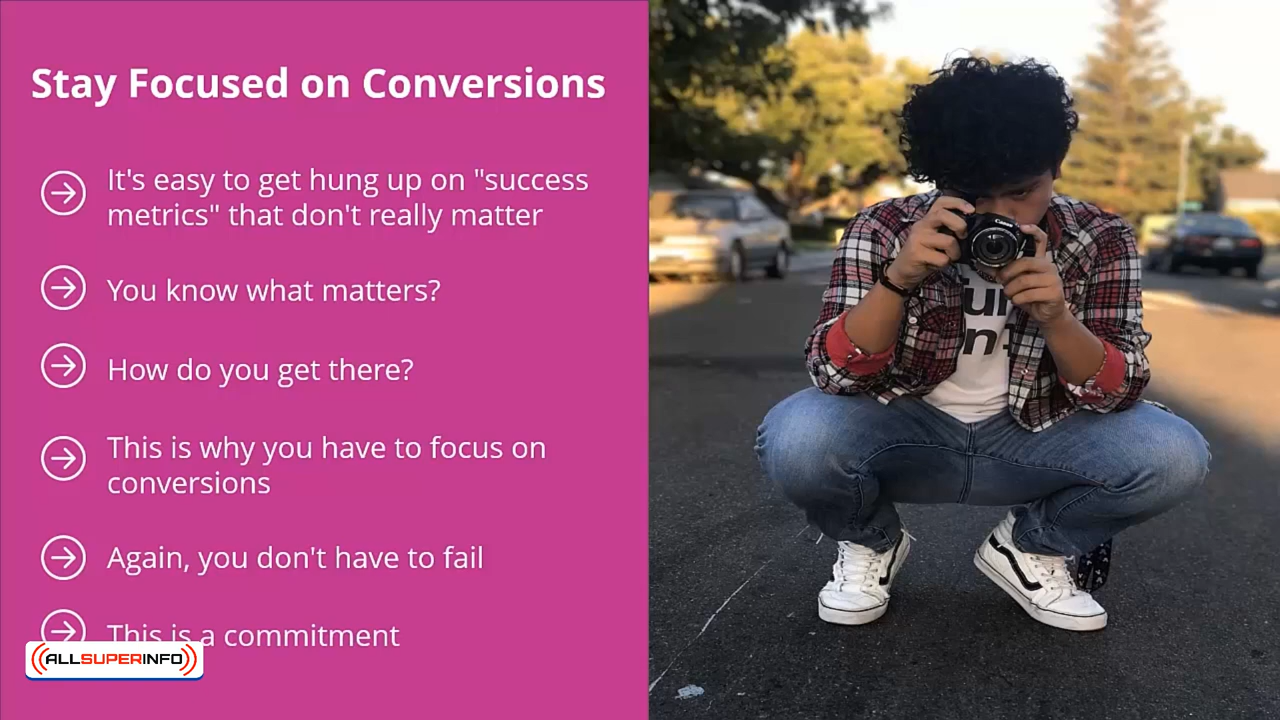 Stay Focused on Conversions
It's easy to get hung up on "success
metrics" that don't really matter
You know what matters?
How do you get there?
This is why you have to focus on
conversions
Again, you don't have to fail
This is a commitment
ALLSUPERINFO
Canon